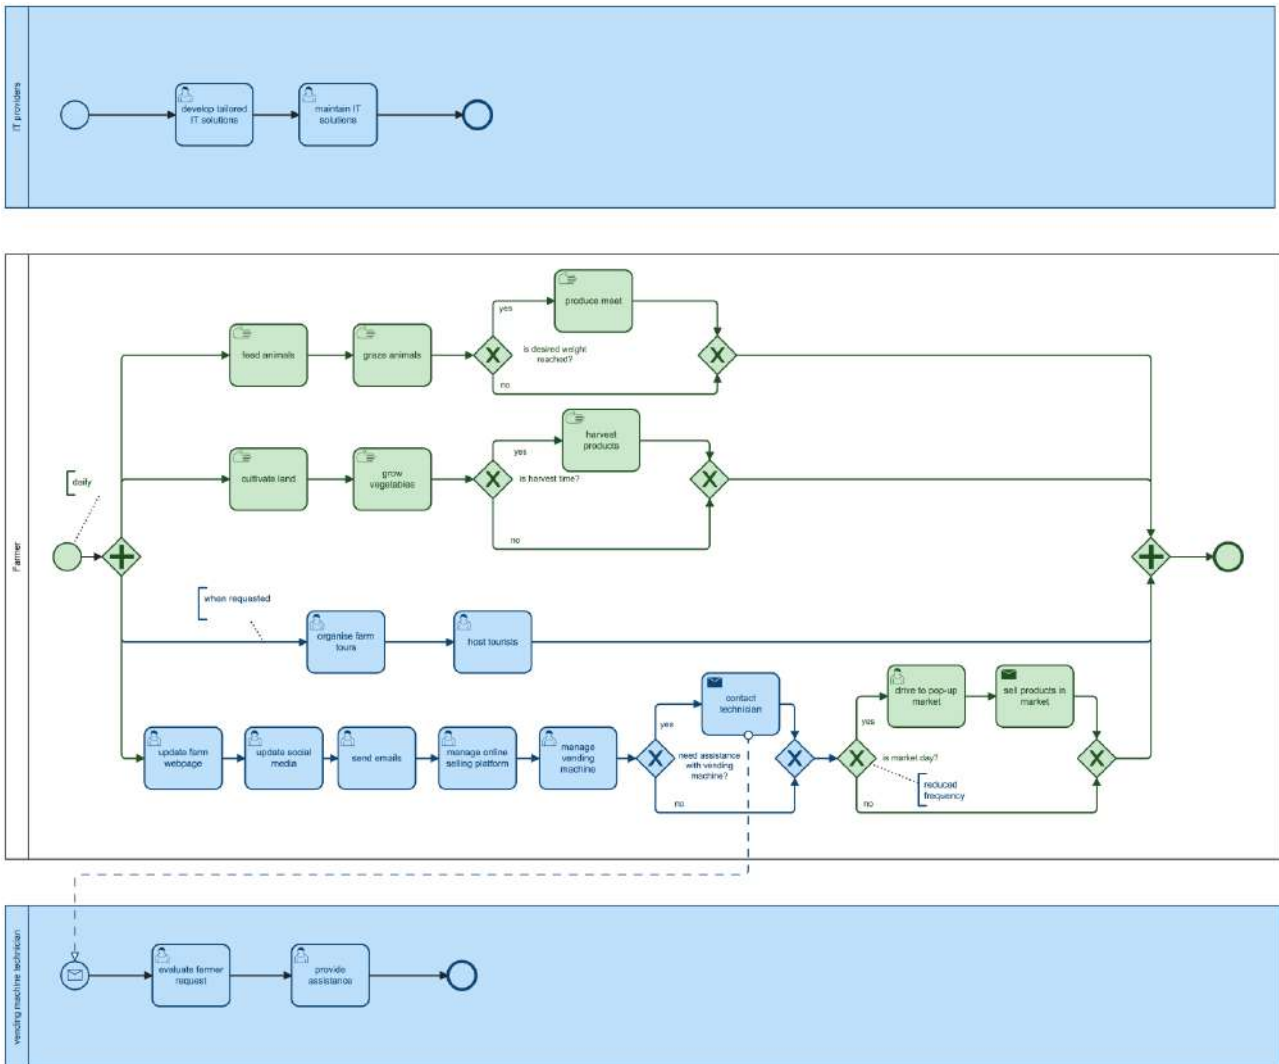 IT providers
develop tailored
IT solutions
maintain IT
solutions
Farmer
daily
feed animals
graze animals
yes
produce meet
is desired weight
reached?
no
cultivate land
grow
vegetables
yes
harvest
products
is harvest time?
no
when requested
organise farm
tours
host tourists
update farm
webpage
update social
media
send emails
manage online
selling platform
manage
vending
machine
yes
contact
technician
need assistance
with vending
machine?
no
yes
drive to pop-up
market
sell products in
market
is market day?
reduced
frequency
no
vending machine technician
evaluate farmer
request
provide
assistance